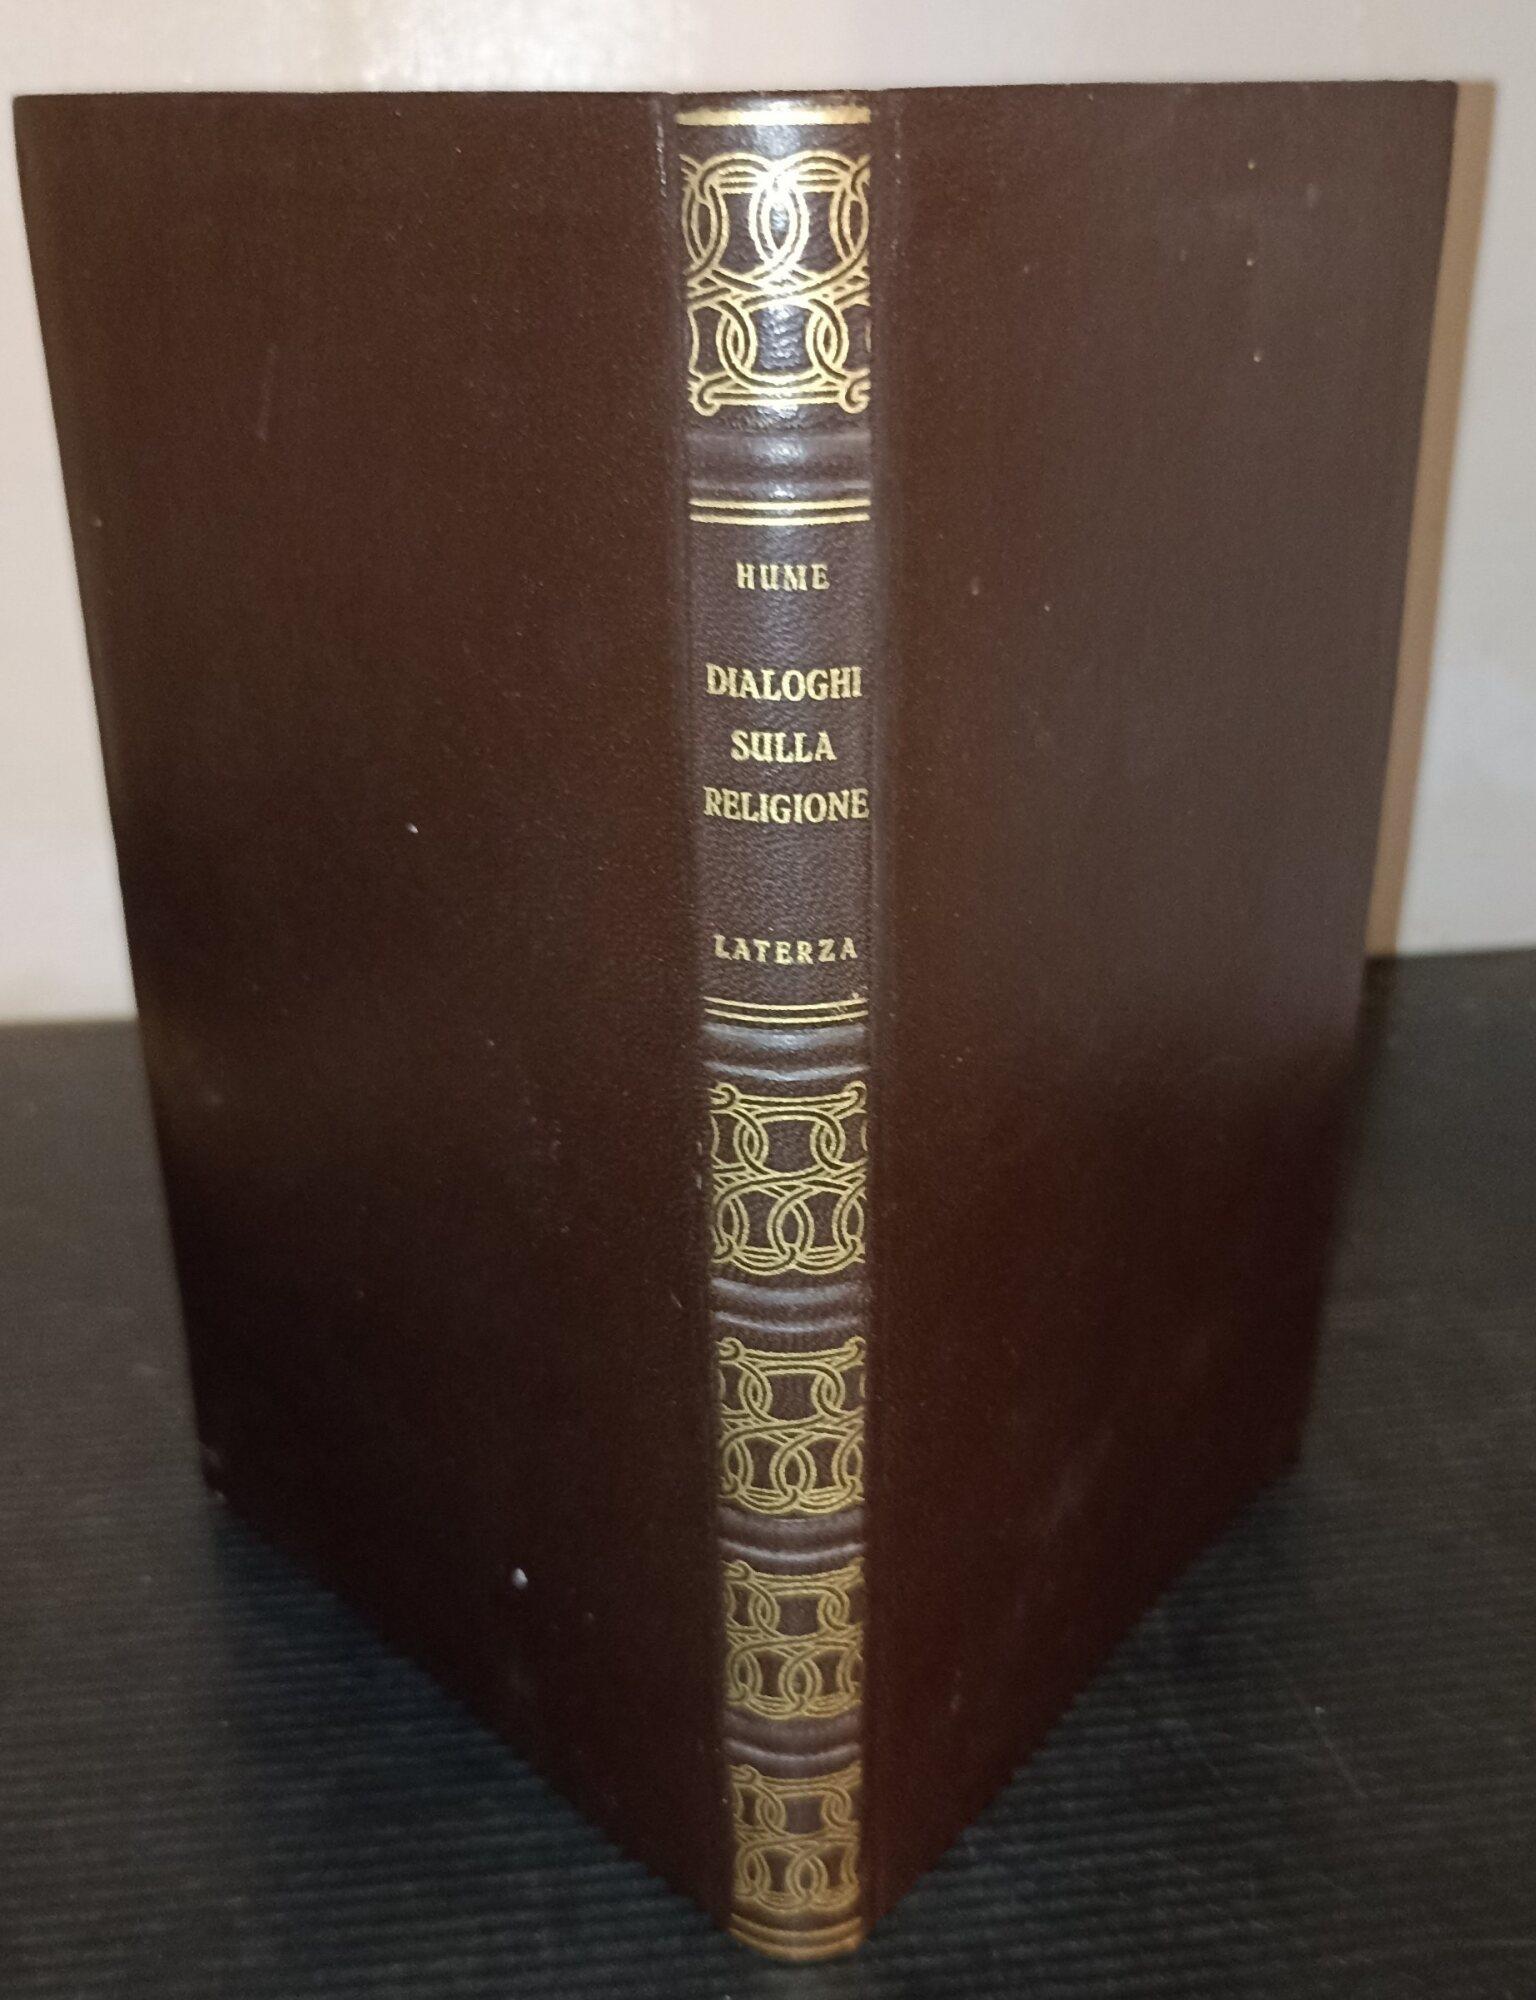 HUME
DIALOGHI
SULLA
RELIGIONE
LATERZA